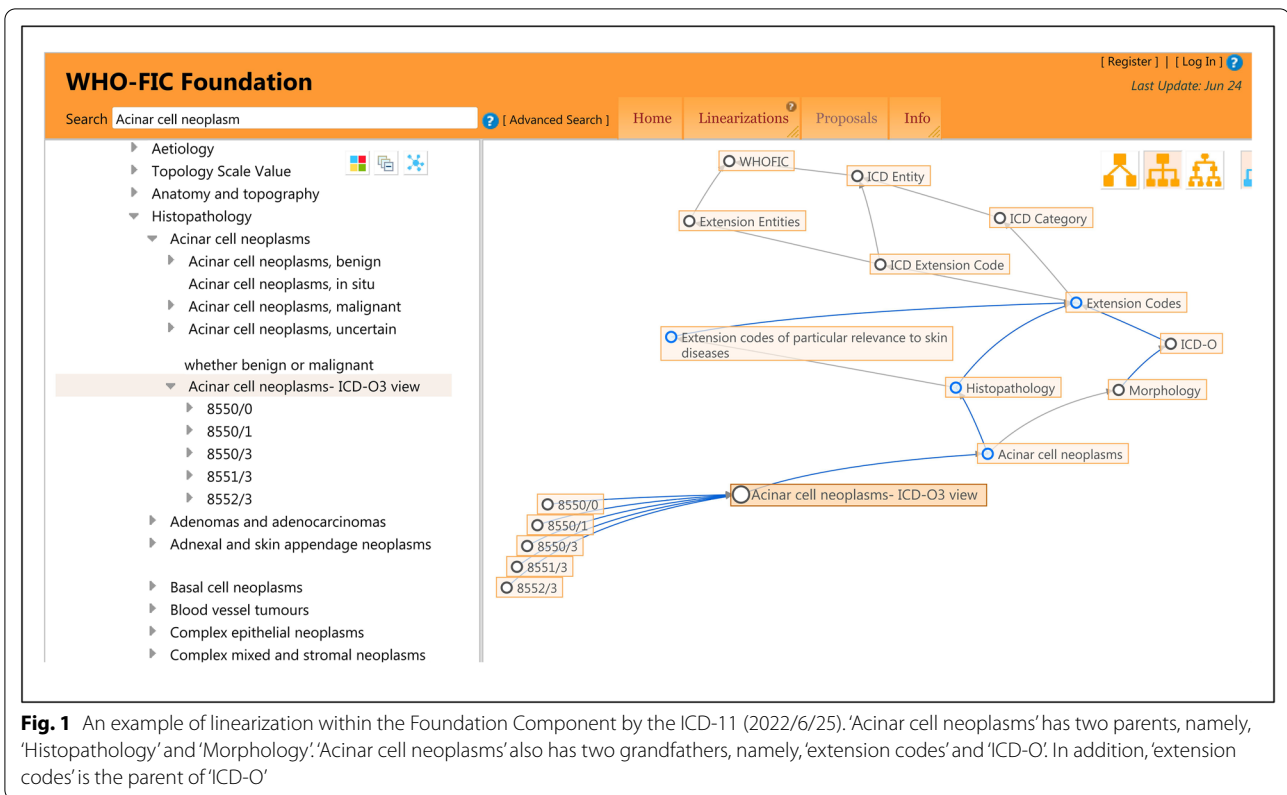 [ Register ] | [ Log In ] ?
WHO-FIC Foundation
Last Update: Jun 24
Search Acinar cell neoplasm ? [ Advanced Search ] Home Linearizations ? Proposals Info
Aetiology
Topology Scale Value
Anatomy and topography
Histopathology
Acinar cell neoplasms
Acinar cell neoplasms, benign
Acinar cell neoplasms, in situ
Acinar cell neoplasms, malignant
Acinar cell neoplasms, uncertain
whether benign or malignant
Acinar cell neoplasms- ICD-O3 view
8550/0
8550/1
8550/3
8551/3
8552/3
Adenomas and adenocarcinomas
Adnexal and skin appendage neoplasms
Basal cell neoplasms
Blood vessel tumours
Complex epithelial neoplasms
Complex mixed and stromal neoplasms
WHOFIC
ICD Entity
Extension Entities
ICD Category
ICD Extension Code
Extension Codes
Extension codes of particular relevance to skin
diseases
ICD-O
Histopathology
Morphology
Acinar cell neoplasms
Acinar cell neoplasms- ICD-O3 view
8550/0
8550/1
8550/3
8551/3
8552/3
Fig. 1 An example of linearization within the Foundation Component by the ICD-11 (2022/6/25). ‘Acinar cell neoplasms’ has two parents, namely,
‘Histopathology’ and ‘Morphology’. ‘Acinar cell neoplasms’ also has two grandfathers, namely, ‘extension codes’ and ‘ICD-O’. In addition, ‘extension
codes’ is the parent of ‘ICD-O’